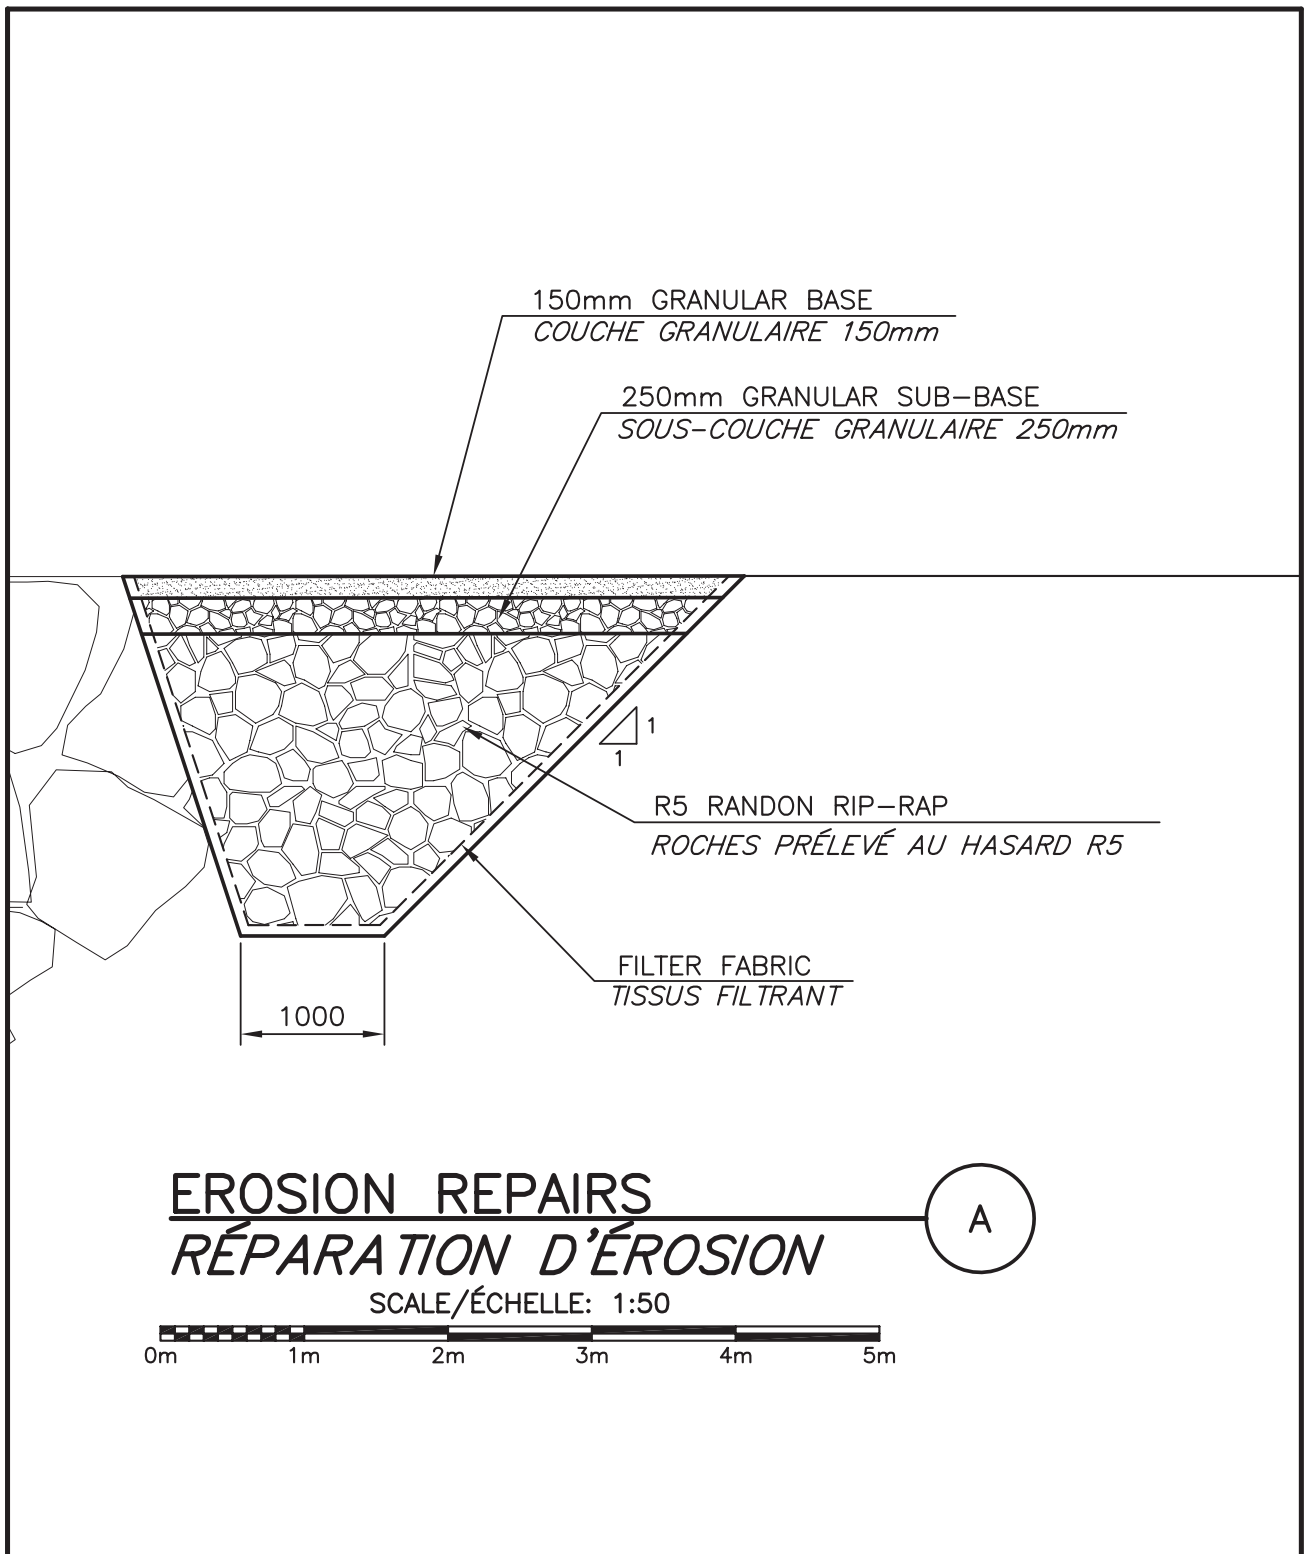 150mm GRANULAR BASE
COUCHE GRANULAIRE 150mm
250mm GRANULAR SUB-BASE
SOUS-COUCHE GRANULAIRE 250mm
1
1
R5 RANDON RIP-RAP
ROCHES PRÉLEVÉ AU HASARD R5
FILTER FABRIC
TISSUS FILTRANT
1000
EROSION REPAIRS
RÉPARATION D'ÉROSION
A
SCALE/ÉCHELLE: 1:50
0m 1m 2m 3m 4m 5m